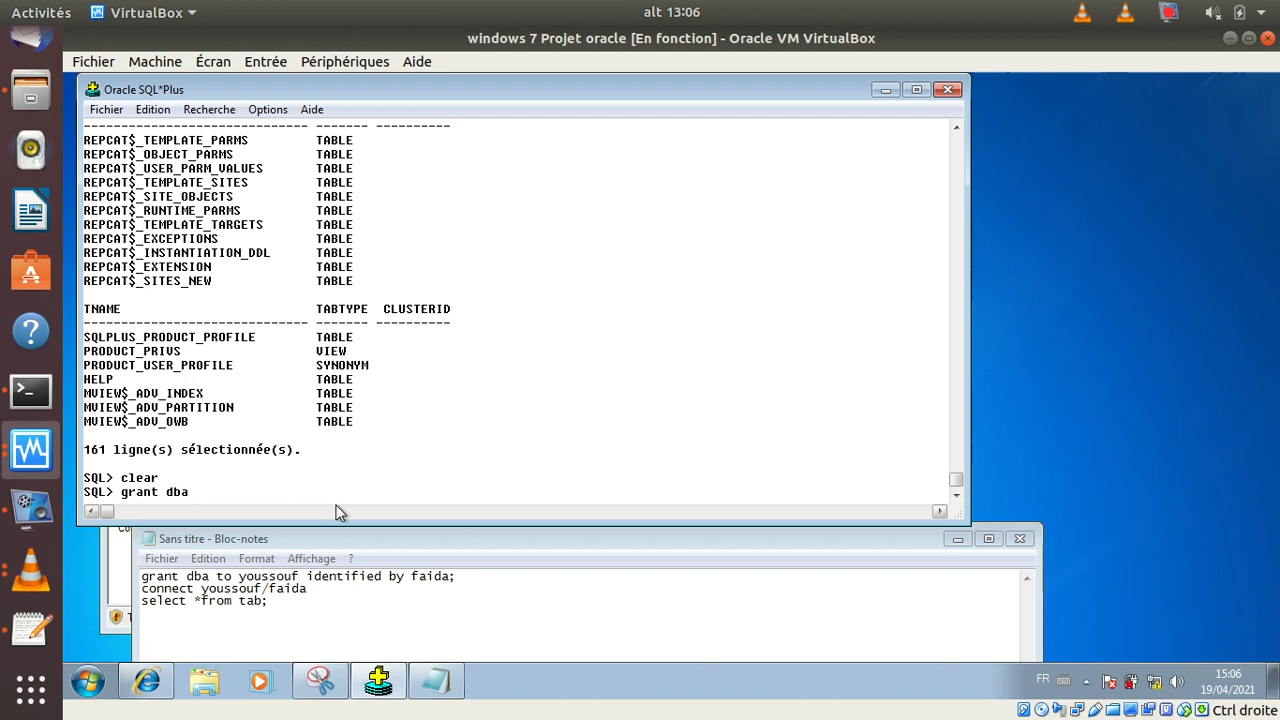 Activités
VirtualBox
alt 13:06
windows 7 Projet oracle [En fonction] - Oracle VM VirtualBox
Fichier Machine Écran Entrée Périphériques Aide
Oracle SQL*Plus
Fichier Edition Recherche Options Aide
------------------------------ ------- ----------
REPCAT$_TEMPLATE_PARMS TABLE
REPCAT$_OBJECT_PARMS TABLE
REPCAT$_USER_PARM_VALUES TABLE
REPCAT$_TEMPLATE_SITES TABLE
REPCAT$_SITE_OBJECTS TABLE
REPCAT$_RUNTIME_PARMS TABLE
REPCAT$_TEMPLATE_TARGETS TABLE
REPCAT$_EXCEPTIONS TABLE
REPCAT$_INSTANTIATION_DDL TABLE
REPCAT$_EXTENSION TABLE
REPCAT$_SITES_NEW TABLE
TNAME TABTYPE CLUSTERID
------------------------------ ------- ----------
SQLPLUS_PRODUCT_PROFILE TABLE
PRODUCT_PRIVS VIEW
PRODUCT_USER_PROFILE SYNONYM
HELP TABLE
MVIEW$_ADV_INDEX TABLE
MVIEW$_ADV_PARTITION TABLE
MVIEW$_ADV_OWB TABLE
161 ligne(s) sélectionnée(s).
SQL> clear
SQL> grant dba
Sans titre - Bloc-notes
Fichier Edition Format Affichage ?
grant dba to youssouf identified by faida;
connect youssouf/faida
select *from tab;
FR
15:06
19/04/2021
Ctrl droite